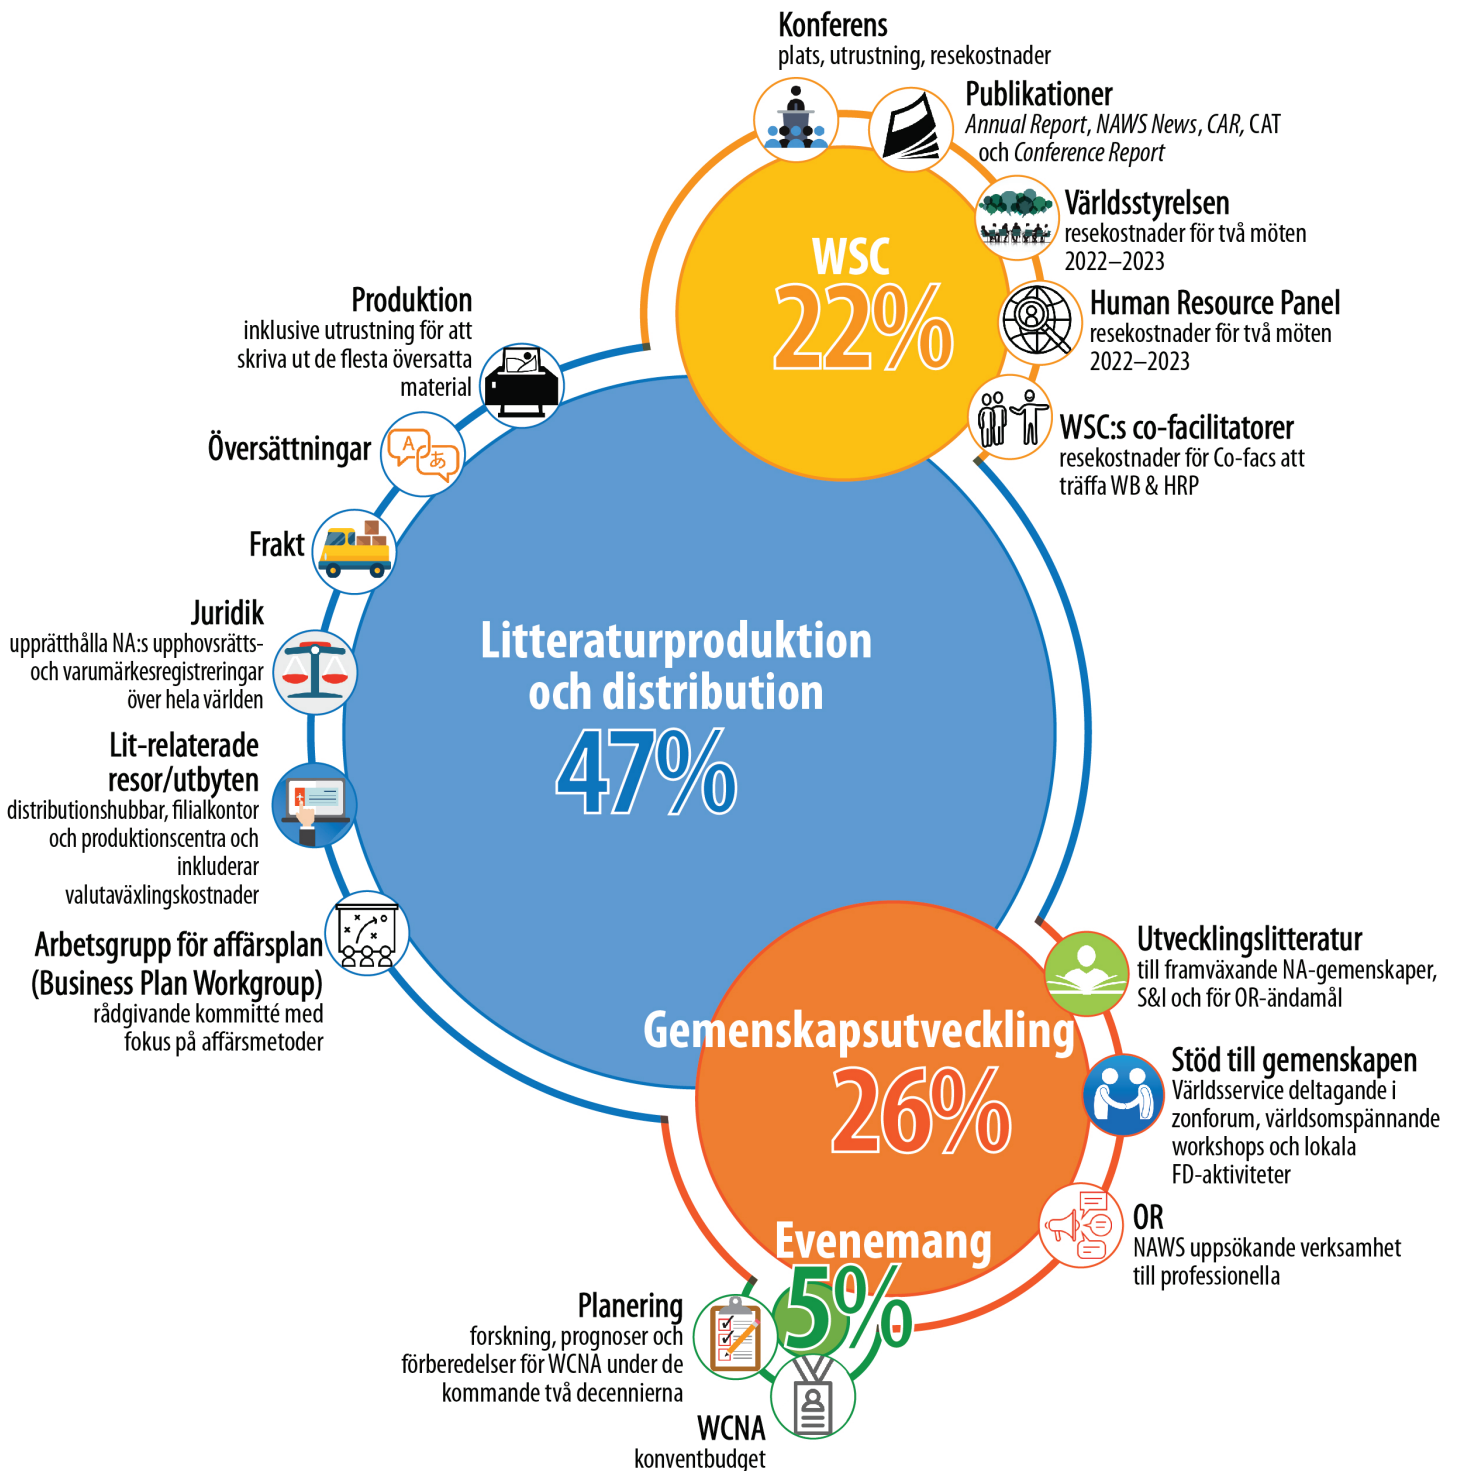 Konferens
plats, utrustning, resekostnader
Publikationer
Annual Report, NAWS News, CAR, CAT
och Conference Report
Världsstyrelsen
resekostnader för två möten
2022–2023
Human Resource Panel
resekostnader för två möten
2022–2023
WSC:s co-facilitatorer
resekostnader för Co-facs att
träffa WB & HRP
WSC
22%
Produktion
inklusive utrustning för att
skriva ut de flesta översatta
material
Översättningar
A
あ
Frakt
Juridik
upprätthålla NA:s upphovsrätts-
och varumärkesregistreringar
över hela världen
Lit-relaterade
resor/utbyten
distributionshubbar, filialkontor
och produktionscentra och
inkluderar
valutaväxlingskostnader
Arbetsgrupp för affärsplan
(Business Plan Workgroup)
rådgivande kommitté med
fokus på affärsmetoder
Litteraturproduktion
och distribution
47%
Utvecklingslitteratur
till framväxande NA-gemenskaper,
S&I och för OR-ändamål
Stöd till gemenskapen
Världsservice deltagande i
zonforum, världsomspännande
workshops och lokala
FD-aktiviteter
OR
NAWS uppsökande verksamhet
till professionella
Gemenskapsutveckling
26%
Evenemang
5%
Planering
forskning, prognoser och
förberedelser för WCNA under de
kommande två decennierna
WCNA
konventbudget